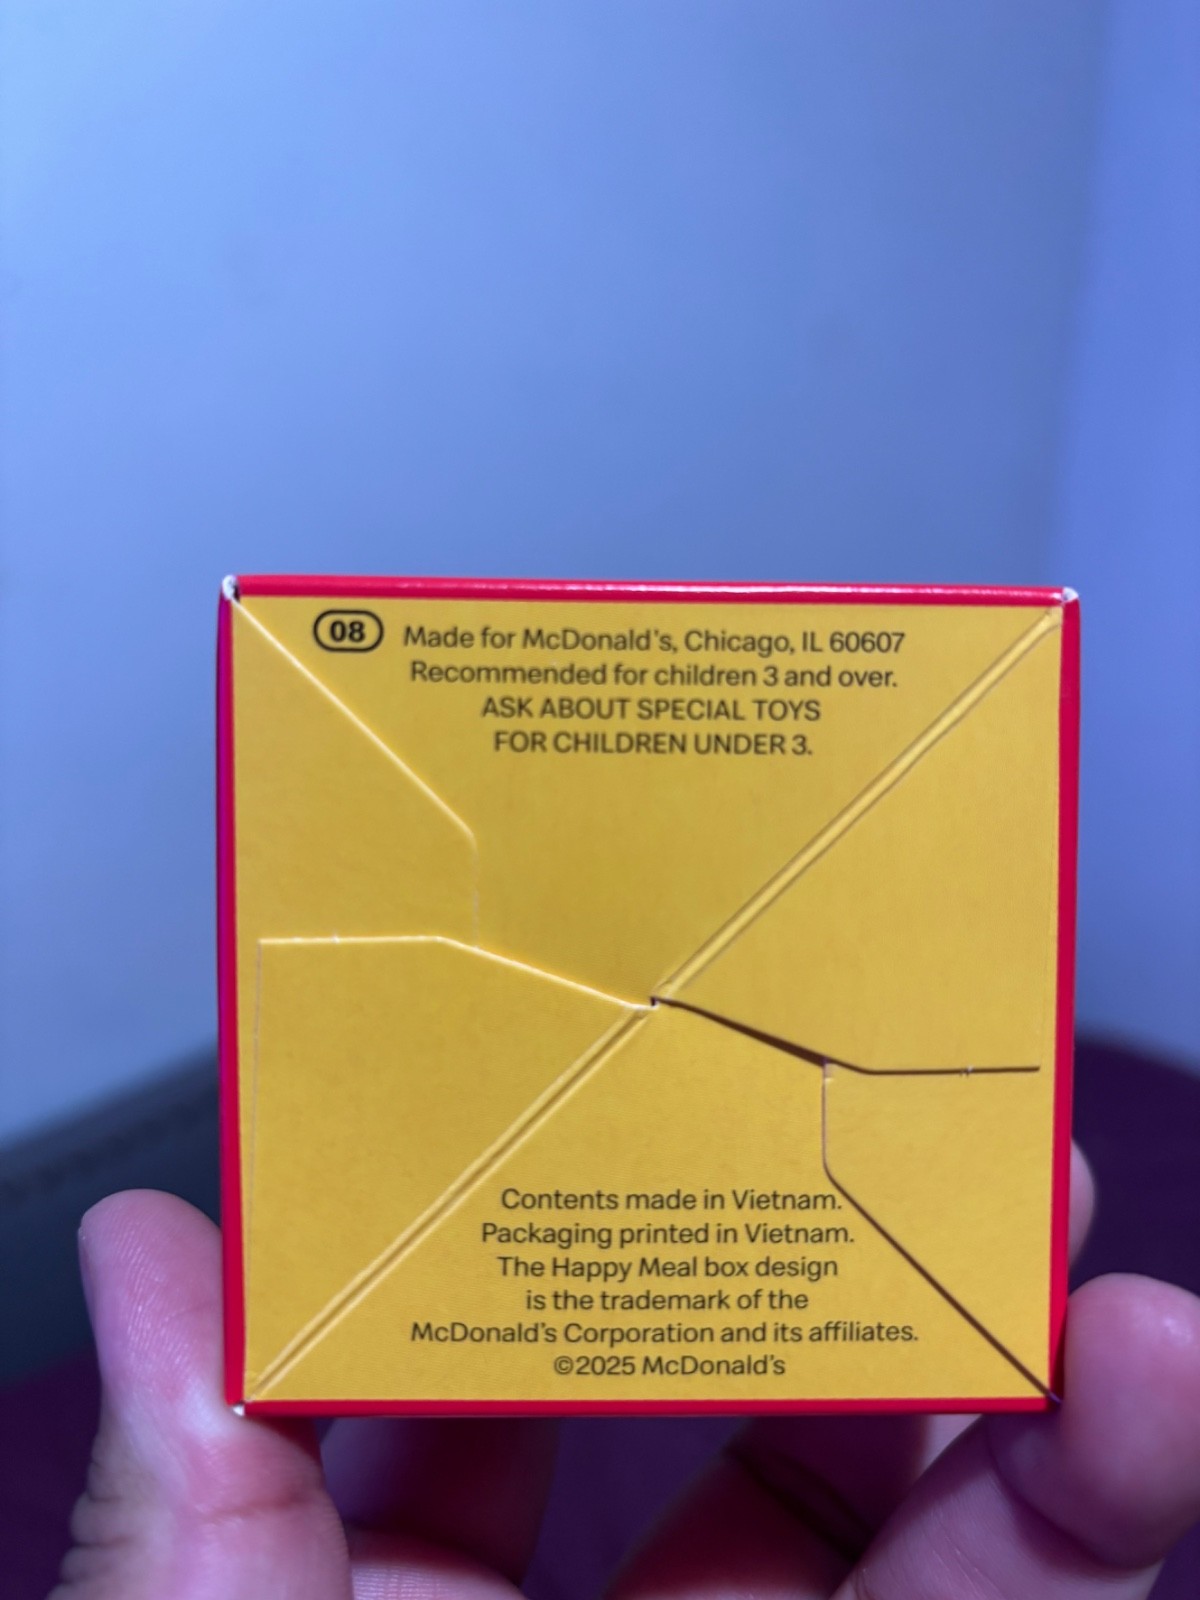 08 Made for McDonald's, Chicago, IL 60607
Recommended for children 3 and over.
ASK ABOUT SPECIAL TOYS
FOR CHILDREN UNDER 3.
Contents made in Vietnam.
Packaging printed in Vietnam.
The Happy Meal box design
is the trademark of the
McDonald's Corporation and its affiliates.
©2025 McDonald's